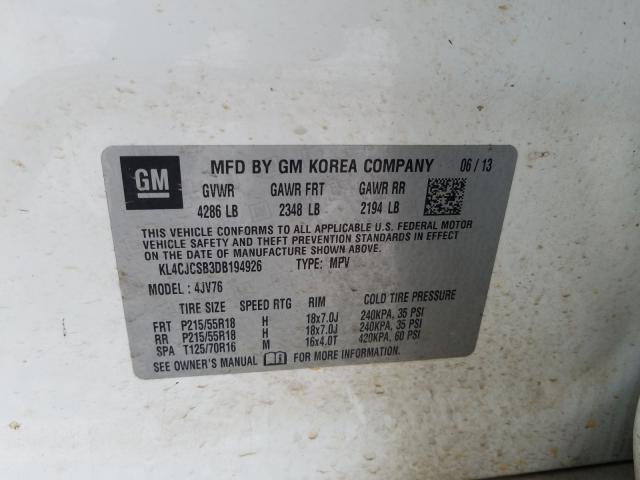 GM
MFD BY GM KOREA COMPANY 06 / 13
GVWR GAWR FRT GAWR RR
4286 LB 2348 LB 2194 LB
THIS VEHICLE CONFORMS TO ALL APPLICABLE U.S. FEDERAL MOTOR
VEHICLE SAFETY AND THEFT PREVENTION STANDARDS IN EFFECT ON
THE DATE OF MANUFACTURE SHOWN ABOVE.
KL4CJCSB3DB194926 TYPE: MPV
MODEL : 4JV76
TIRE SIZE SPEED RTG RIM COLD TIRE PRESSURE
FRT P215/55R18 H 18x7.0J 240KPA, 35 PSI
RR P215/55R18 H 18x7.0J 240KPA, 35 PSI
SPA T125/70R16 M 16x4.0T 420KPA, 60 PSI
SEE OWNER'S MANUAL FOR MORE INFORMATION.